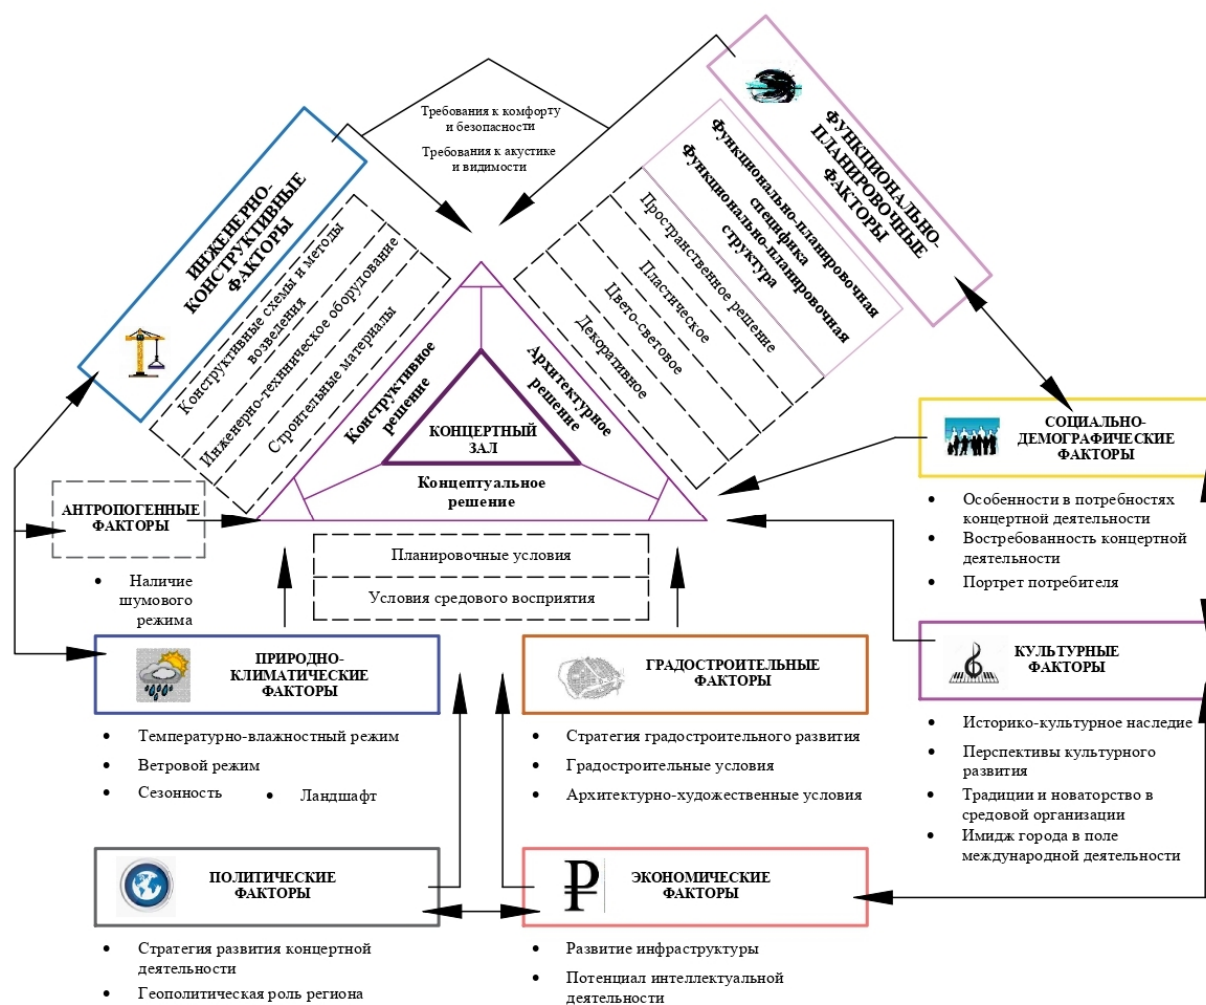 Требования к комфорту
и безопасности
Требования к акустике
и видимости
ИНЖЕНЕРНО-
КОНСТРУКТИВНЫЕ
ФАКТОРЫ
Конструктивные схемы и методы
возведения
Инженерно-техническое оборудование
Строительные материалы
ФУНКЦИОНАЛЬНО-
ПЛАНИРОВОЧНЫЕ
ФАКТОРЫ
Функционально-планировочная
специфика
Функционально-планировочная
структура
Пространственное решение
Пластическое
Цвето-световое
Декоративное
Конструктивное
решение
Архитектурное
решение
КОНЦЕРТНЫЙ
ЗАЛ
Концептуальное
решение
СОЦИАЛЬНО-
ДЕМОГРАФИЧЕСКИЕ
ФАКТОРЫ
• Особенности в потребностях
концертной деятельности
• Востребованность концертной
деятельности
• Портрет потребителя
АНТРОПОГЕННЫЕ
ФАКТОРЫ
• Наличие
шумового
режима
Планировочные условия
Условия средового восприятия
ПРИРОДНО-
КЛИМАТИЧЕСКИЕ
ФАКТОРЫ
• Температурно-влажностный режим
• Ветровой режим
• Сезонность • Ландшафт
ГРАДОСТРОИТЕЛЬНЫЕ
ФАКТОРЫ
• Стратегия градостроительного развития
• Градостроительные условия
• Архитектурно-художественные условия
КУЛЬТУРНЫЕ
ФАКТОРЫ
• Историко-культурное наследие
• Перспективы культурного
развития
• Традиции и новаторство в
средовой организации
• Имидж города в поле
международной деятельности
ПОЛИТИЧЕСКИЕ
ФАКТОРЫ
• Стратегия развития концертной
деятельности
• Геополитическая роль региона
ЭКОНОМИЧЕСКИЕ
ФАКТОРЫ
• Развитие инфраструктуры
• Потенциал интеллектуальной
деятельности